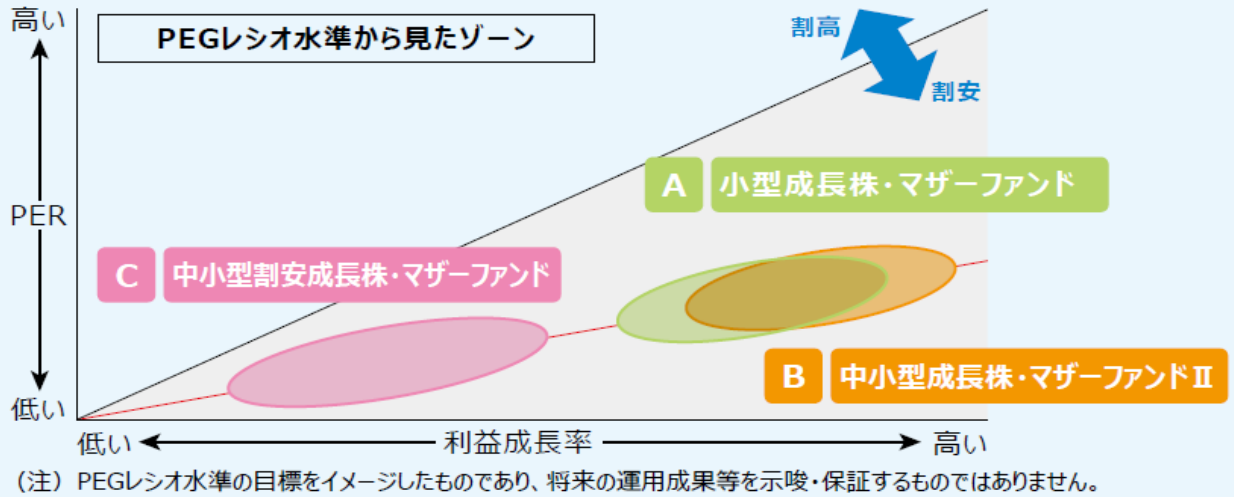 高い
PEGレシオ水準から見たゾーン
割高
割安
A 小型成長株・マザーファンド
PER
C 中小型割安成長株・マザーファンド
B 中小型成長株・マザーファンドⅡ
低い
低い 利益成長率 高い
（注） PEGレシオ水準の目標をイメージしたものであり、将来の運用成果等を示唆・保証するものではありません。